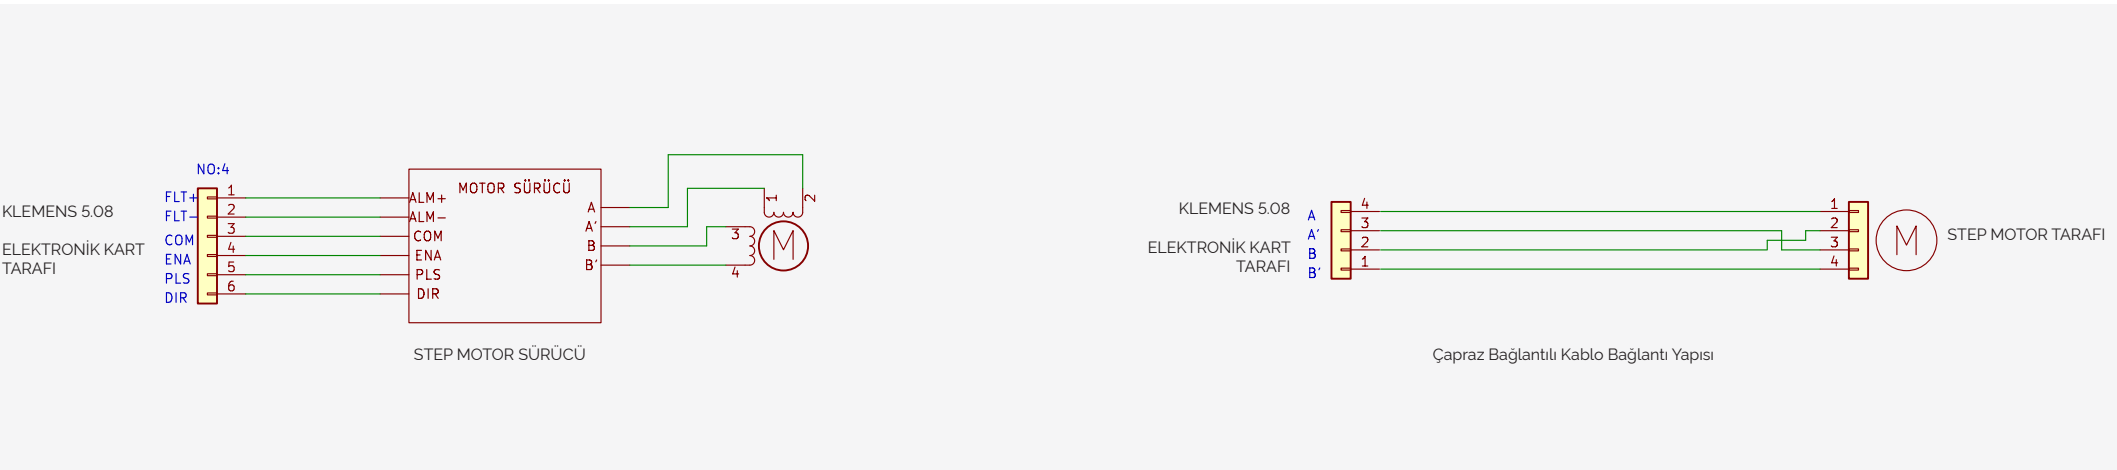 NO:4
KLEMENS 5.08
ELEKTRONİK KART
TARAFI
FLT+
FLT-
COM
ENA
PLS
DIR
1
2
3
4
5
6
MOTOR SÜRÜCÜ
ALM+
ALM-
COM
ENA
PLS
DIR
A
A'
B
B'
1
2
3
4
M
STEP MOTOR SÜRÜCÜ
KLEMENS 5.08
ELEKTRONİK KART
TARAFI
A
A'
B
B'
4
3
2
1
1
2
3
4
M
STEP MOTOR TARAFI
Çapraz Bağlantılı Kablo Bağlantı Yapısı